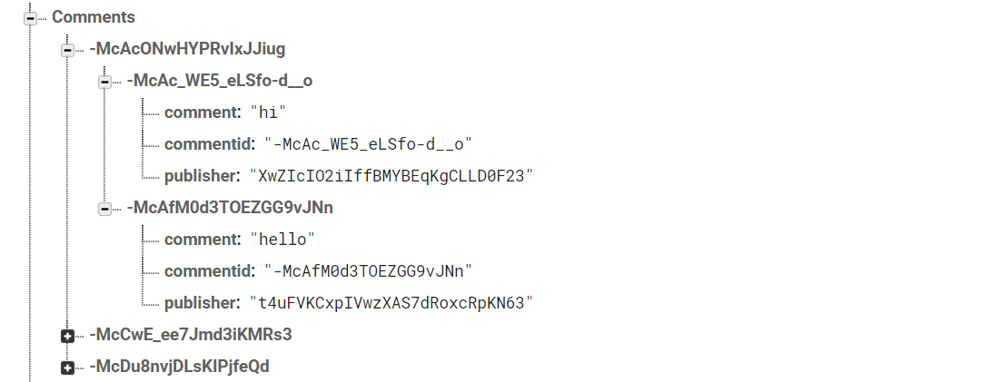 Comments
-McAcONwHYPRvIxJJiug
-McAc_WE5_eLSfo-d__o
comment: "hi"
commentid: "-McAc_WE5_eLSfo-d__o"
publisher: "XwZIcIO2iIffBMYBEqKgCLLD0F23"
-McAfM0d3TOEZGG9vJNn
comment: "hello"
commentid: "-McAfM0d3TOEZGG9vJNn"
publisher: "t4uFVKCxpIVwzXAS7dRoxcRpKN63"
-McCwE_ee7Jmd3iKMRs3
-McDu8nvjDLsKIPjfeQd